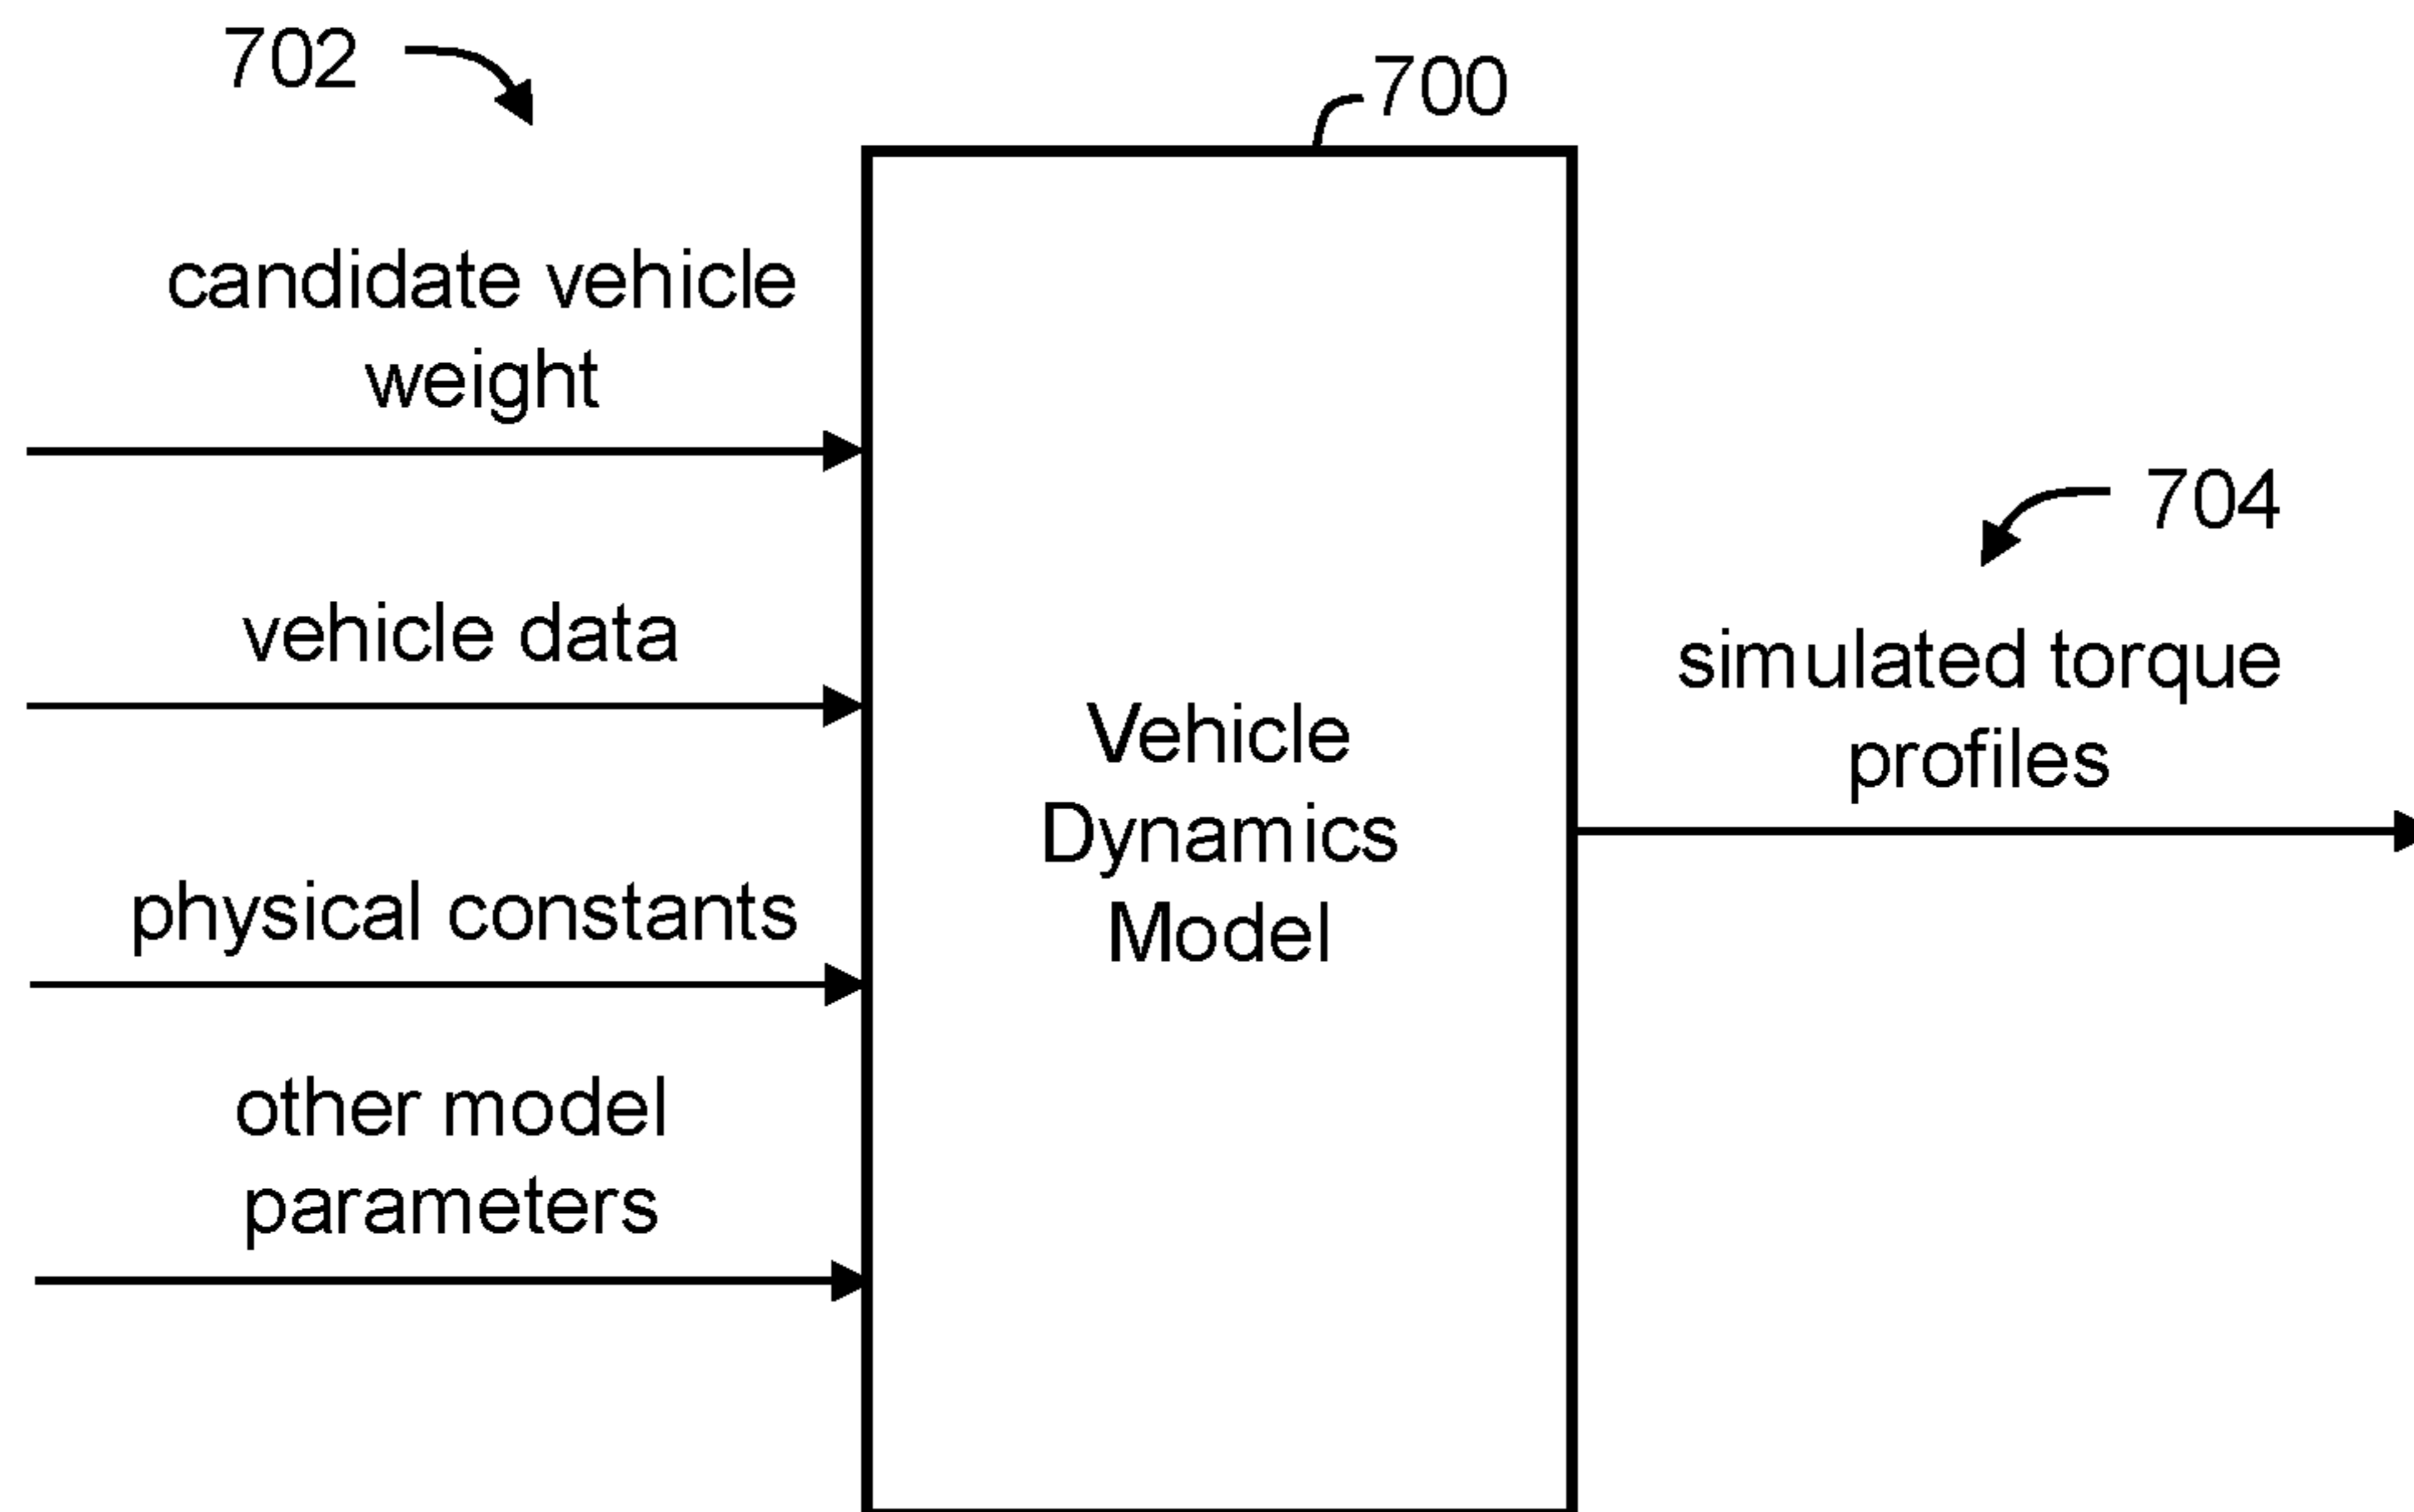 702
700
candidate vehicle
weight
vehicle data
physical constants
other model
parameters
Vehicle
Dynamics
Model
704
simulated torque
profiles